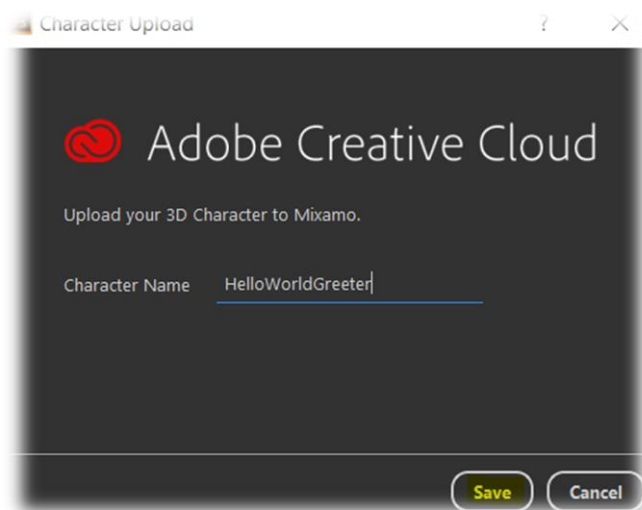 Character Upload ? ×
Adobe Creative Cloud
Upload your 3D Character to Mixamo.
Character Name HelloWorldGreeter
Save Cancel